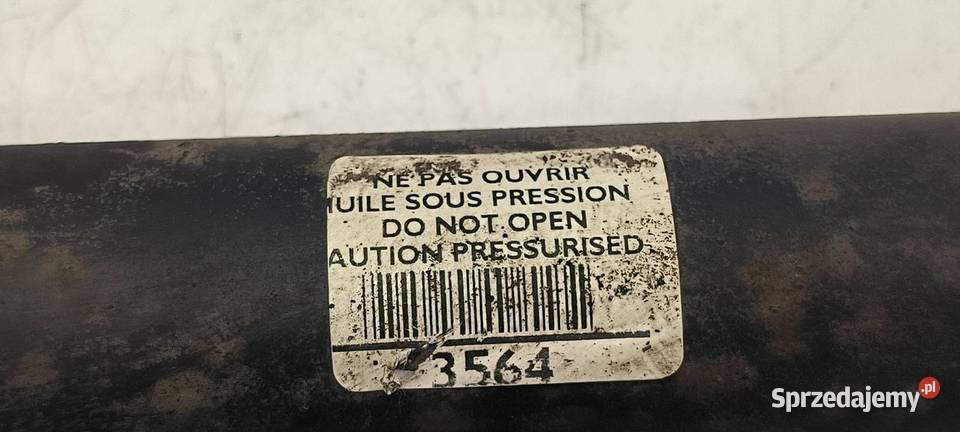 NE PAS OUVRIR
HUILE SOUS PRESSION
DO NOT OPEN
AUTION PRESSURISED
3564
Sprzedajemy.pl